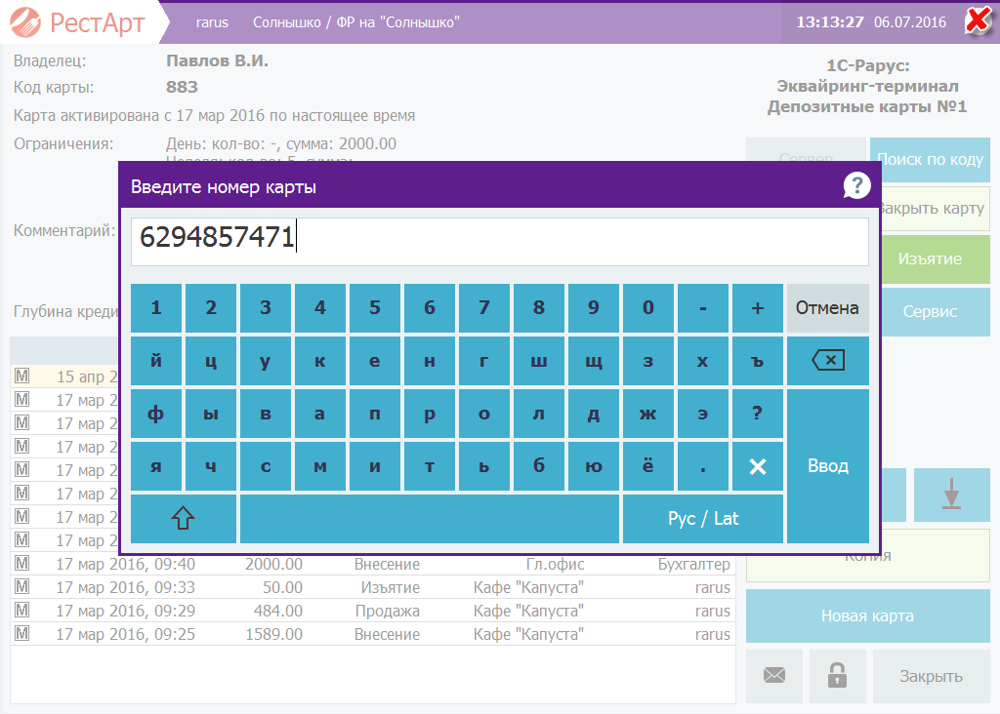 РестАрт
rarus
Солнышко / ФР на "Солнышко"
13:13:27 06.07.2016
Владелец: Павлов В.И.
Код карты: 883
Карта активирована с 17 мар 2016 по настоящее время
Ограничения: День: кол-во: -, сумма: 2000.00
Неделя: кол-во: 5, сумма:
Комментарий:
Глубина креди
1С-Рарус:
Эквайринг-терминал
Депозитные карты №1
Сервер
Поиск по коду
Закрыть карту
Изъятие
Сервис
Введите номер карты
?
6294857471
1 2 3 4 5 6 7 8 9 0 - + Отмена
й ц у к е н г ш щ з х ъ
ф ы в а п р о л д ж э ?
я ч с м и т ь б ю ё . Ввод
Рус / Lat
M 15 апр 2
M 17 мар 2
M 17 мар 2
M 17 мар 2
M 17 мар 2
M 17 мар 2
M 17 мар 2
M 17 мар 2
M 17 мар 2016, 09:40 2000.00 Внесение Гл.офис Бухгалтер
M 17 мар 2016, 09:33 50.00 Изъятие Кафе "Капуста" rarus
M 17 мар 2016, 09:29 484.00 Продажа Кафе "Капуста" rarus
M 17 мар 2016, 09:25 1589.00 Внесение Кафе "Капуста" rarus
Копия
Новая карта
Закрыть